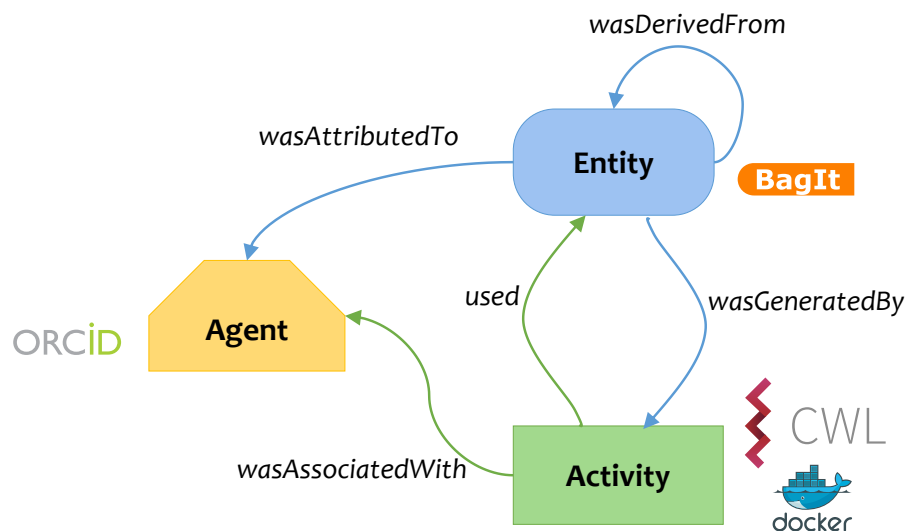 wasDerivedFrom
wasAttributedTo
Entity
BagIt
used
wasGeneratedBy
Agent
ORCiD
CWL
wasAssociatedWith
Activity
docker